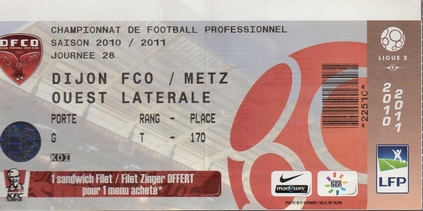 CHAMPIONNAT DE FOOTBALL PROFESSIONNEL
SAISON 2010 / 2011
JOURNEE 28
DFCO
DIJON FCO / METZ
OUEST LATERALE
PORTE RANG - PLACE
G T - 170
KDI
*22510*
LIGUE 2
2010
2011
1 sandwich Filet / Filet Zinger OFFERT
pour 1 menu acheté*
KFC
LFP